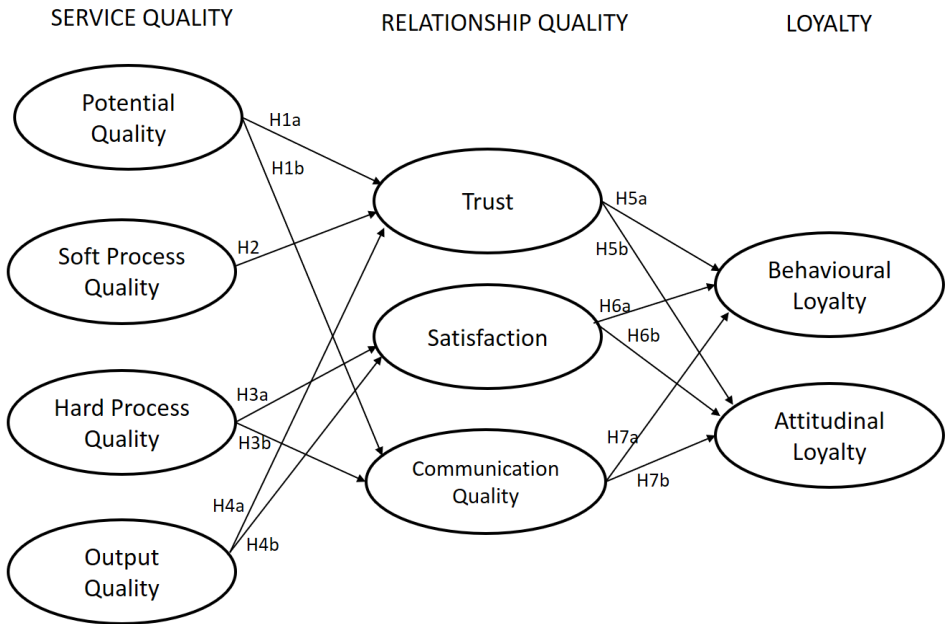 SERVICE QUALITY
RELATIONSHIP QUALITY
LOYALTY
Potential
Quality
H1a
H1b
Trust
H5a
H5b
Soft Process
Quality
H2
Behavioural
Loyalty
Satisfaction
H6a
H6b
Hard Process
Quality
H3a
H3b
Attitudinal
Loyalty
Communication
Quality
H7a
H7b
H4a
H4b
Output
Quality